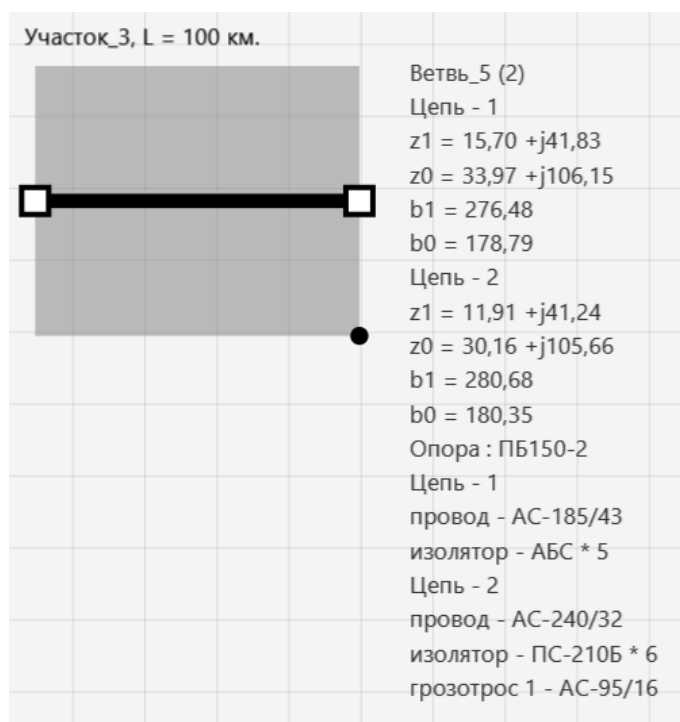 Участок_3, L = 100 км.
Ветвь_5 (2)
Цепь - 1
z1 = 15,70 +j41,83
z0 = 33,97 +j106,15
b1 = 276,48
b0 = 178,79
Цепь - 2
z1 = 11,91 +j41,24
z0 = 30,16 +j105,66
b1 = 280,68
b0 = 180,35
Опора : ПБ150-2
Цепь - 1
провод - АС-185/43
изолятор - АБС * 5
Цепь - 2
провод - АС-240/32
изолятор - ПС-210Б * 6
грозотрос 1 - АС-95/16